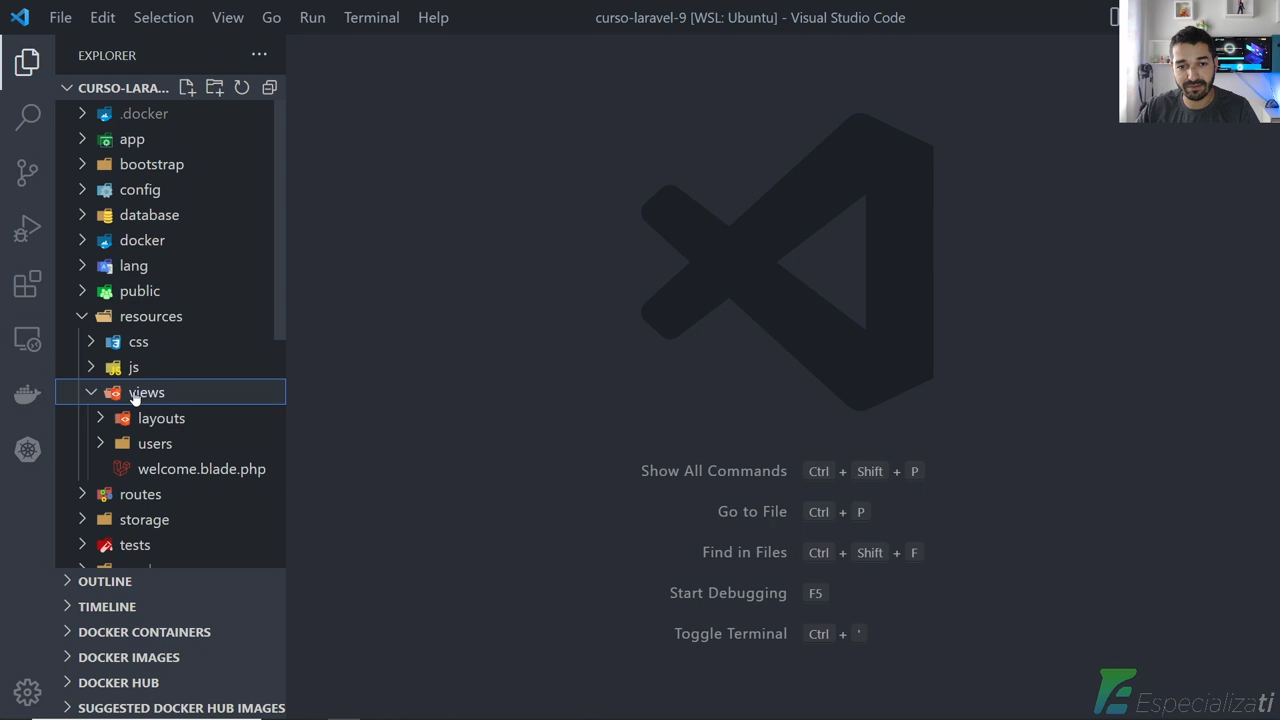 File Edit Selection View Go Run Terminal Help
curso-laravel-9 [WSL: Ubuntu] - Visual Studio Code
EXPLORER
CURSO-LARA...
.docker
app
bootstrap
config
database
docker
lang
public
resources
css
js
views
layouts
users
welcome.blade.php
routes
storage
tests
OUTLINE
TIMELINE
DOCKER CONTAINERS
DOCKER IMAGES
DOCKER HUB
SUGGESTED DOCKER HUB IMAGES
Show All Commands Ctrl + Shift + P
Go to File Ctrl + P
Find in Files Ctrl + Shift + F
Start Debugging F5
Toggle Terminal Ctrl + '
Especializati